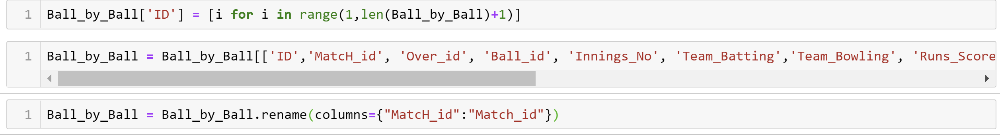 1 Ball_by_Ball['ID'] = [i for i in range(1,len(Ball_by_Ball)+1)]
1 Ball_by_Ball = Ball_by_Ball[['ID','MatcH_id', 'Over_id', 'Ball_id', 'Innings_No', 'Team_Batting','Team_Bowling', 'Runs_Score
1 Ball_by_Ball = Ball_by_Ball.rename(columns={"MatcH_id":"Match_id"})